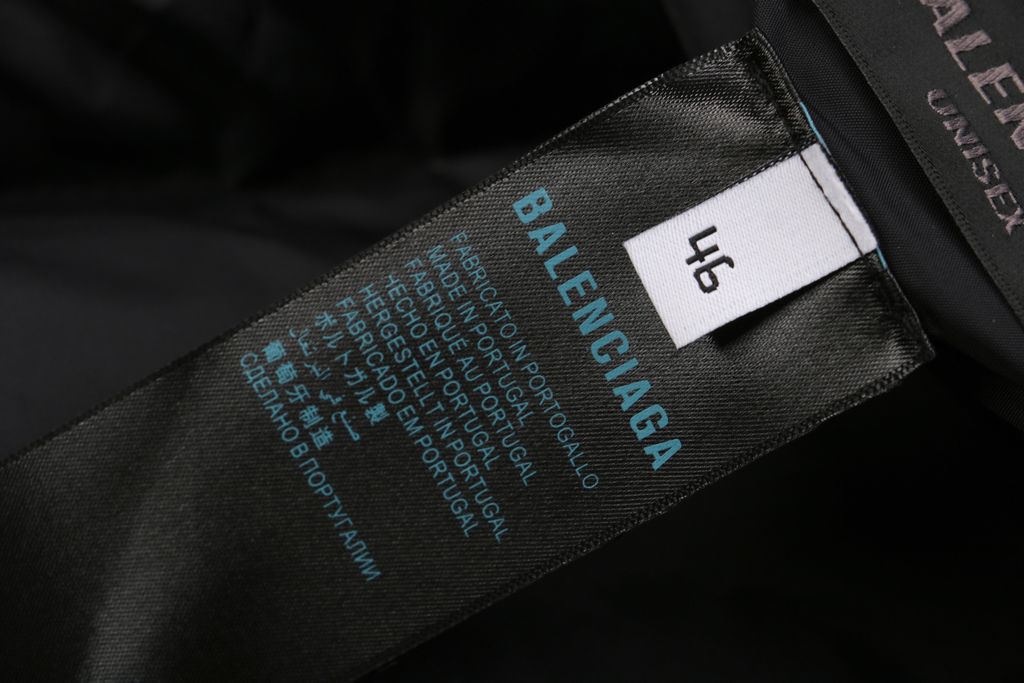 BALENCIAGA
FABRICATO IN PORTOGALLO
MADE IN PORTUGAL
FABRIQUE AU PORTUGAL
HECHO EN PORTUGAL
HERGESTELLT IN PORTUGAL
FABRICADO EM PORTUGAL
ポルトガル製
葡萄牙制造
СДЕЛАНО В ПОРТУГАЛИИ
46
ALEN
UNISEX